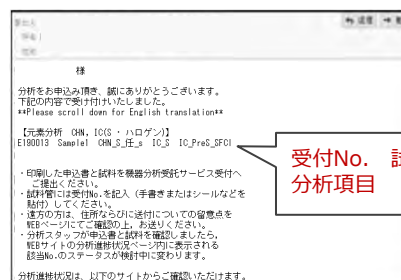 差出人
宛先
件名
返信
様
分析をお申込み頂き、誠にありがとうございます。
下記の内容で受け付けいたしました。
**Please scroll down for English translation**
【元素分析 CHN, IC(S ・ ハロゲン)】
E190013 Sample1 CHN_S_任_s IC_S IC_PreS_SFCI
受付No.
分析項目
・印刷した申込書と試料を機器分析受託サービス受付へ
ご提出ください。
・試料管には受付No.を記入（手書きまたはシールなどを
貼付）してください。
・遠方の方は、住所ならびに送付についての留意点を
WEBページにてご確認の上、お送りください。
・分析スタッフが申込書と試料を確認しましたら、
WEBサイトの分析進捗状況ページ内に表示される
該当No.のステータスが検討中に変わります。
分析進捗状況は、以下のサイトからご確認いただけます。